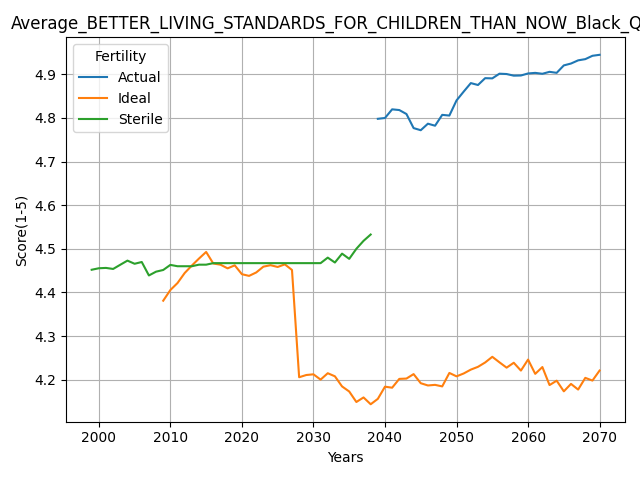 Average_BETTER_LIVING_STANDARDS_FOR_CHILDREN_THAN_NOW_Black_Q
Fertility
Actual
Ideal
Sterile
Score(1-5)
4.9
4.8
4.7
4.6
4.5
4.4
4.3
4.2
2000 2010 2020 2030 2040 2050 2060 2070
Years